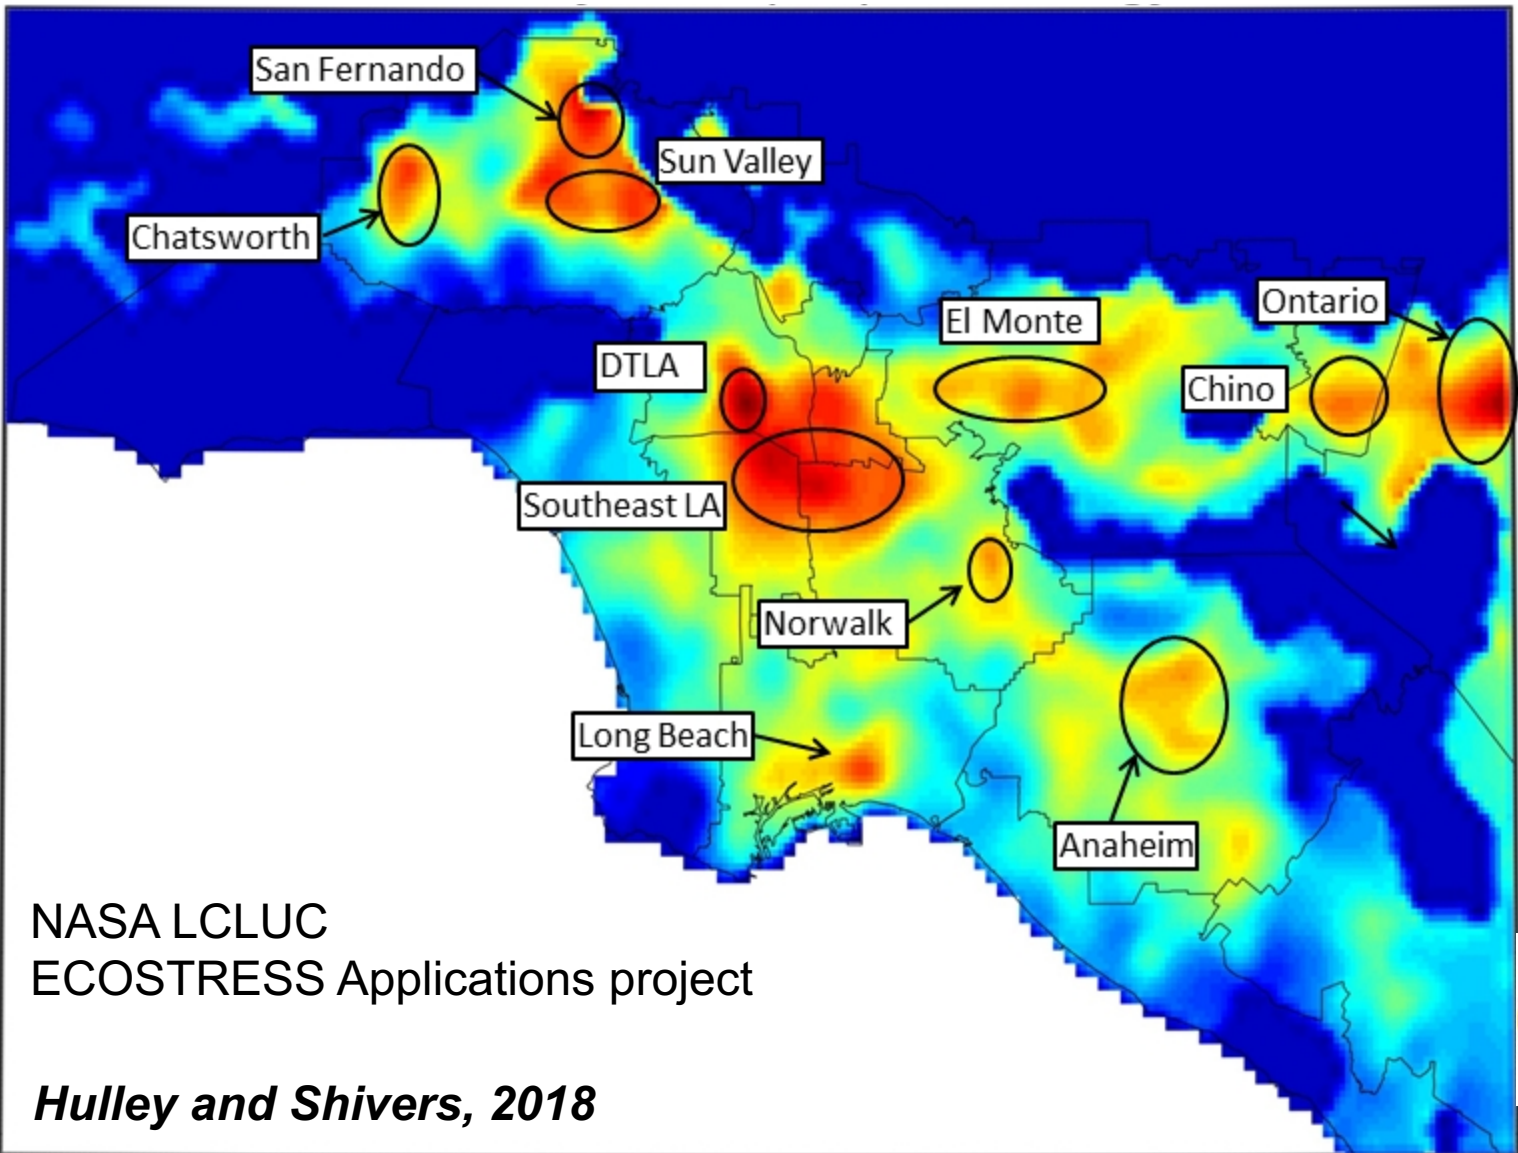 San Fernando
Sun Valley
Chatsworth
Ontario
El Monte
DTLA
Chino
Southeast LA
Norwalk
Long Beach
Anaheim
NASA LCLUC
ECOSTRESS Applications project
Hulley and Shivers, 2018